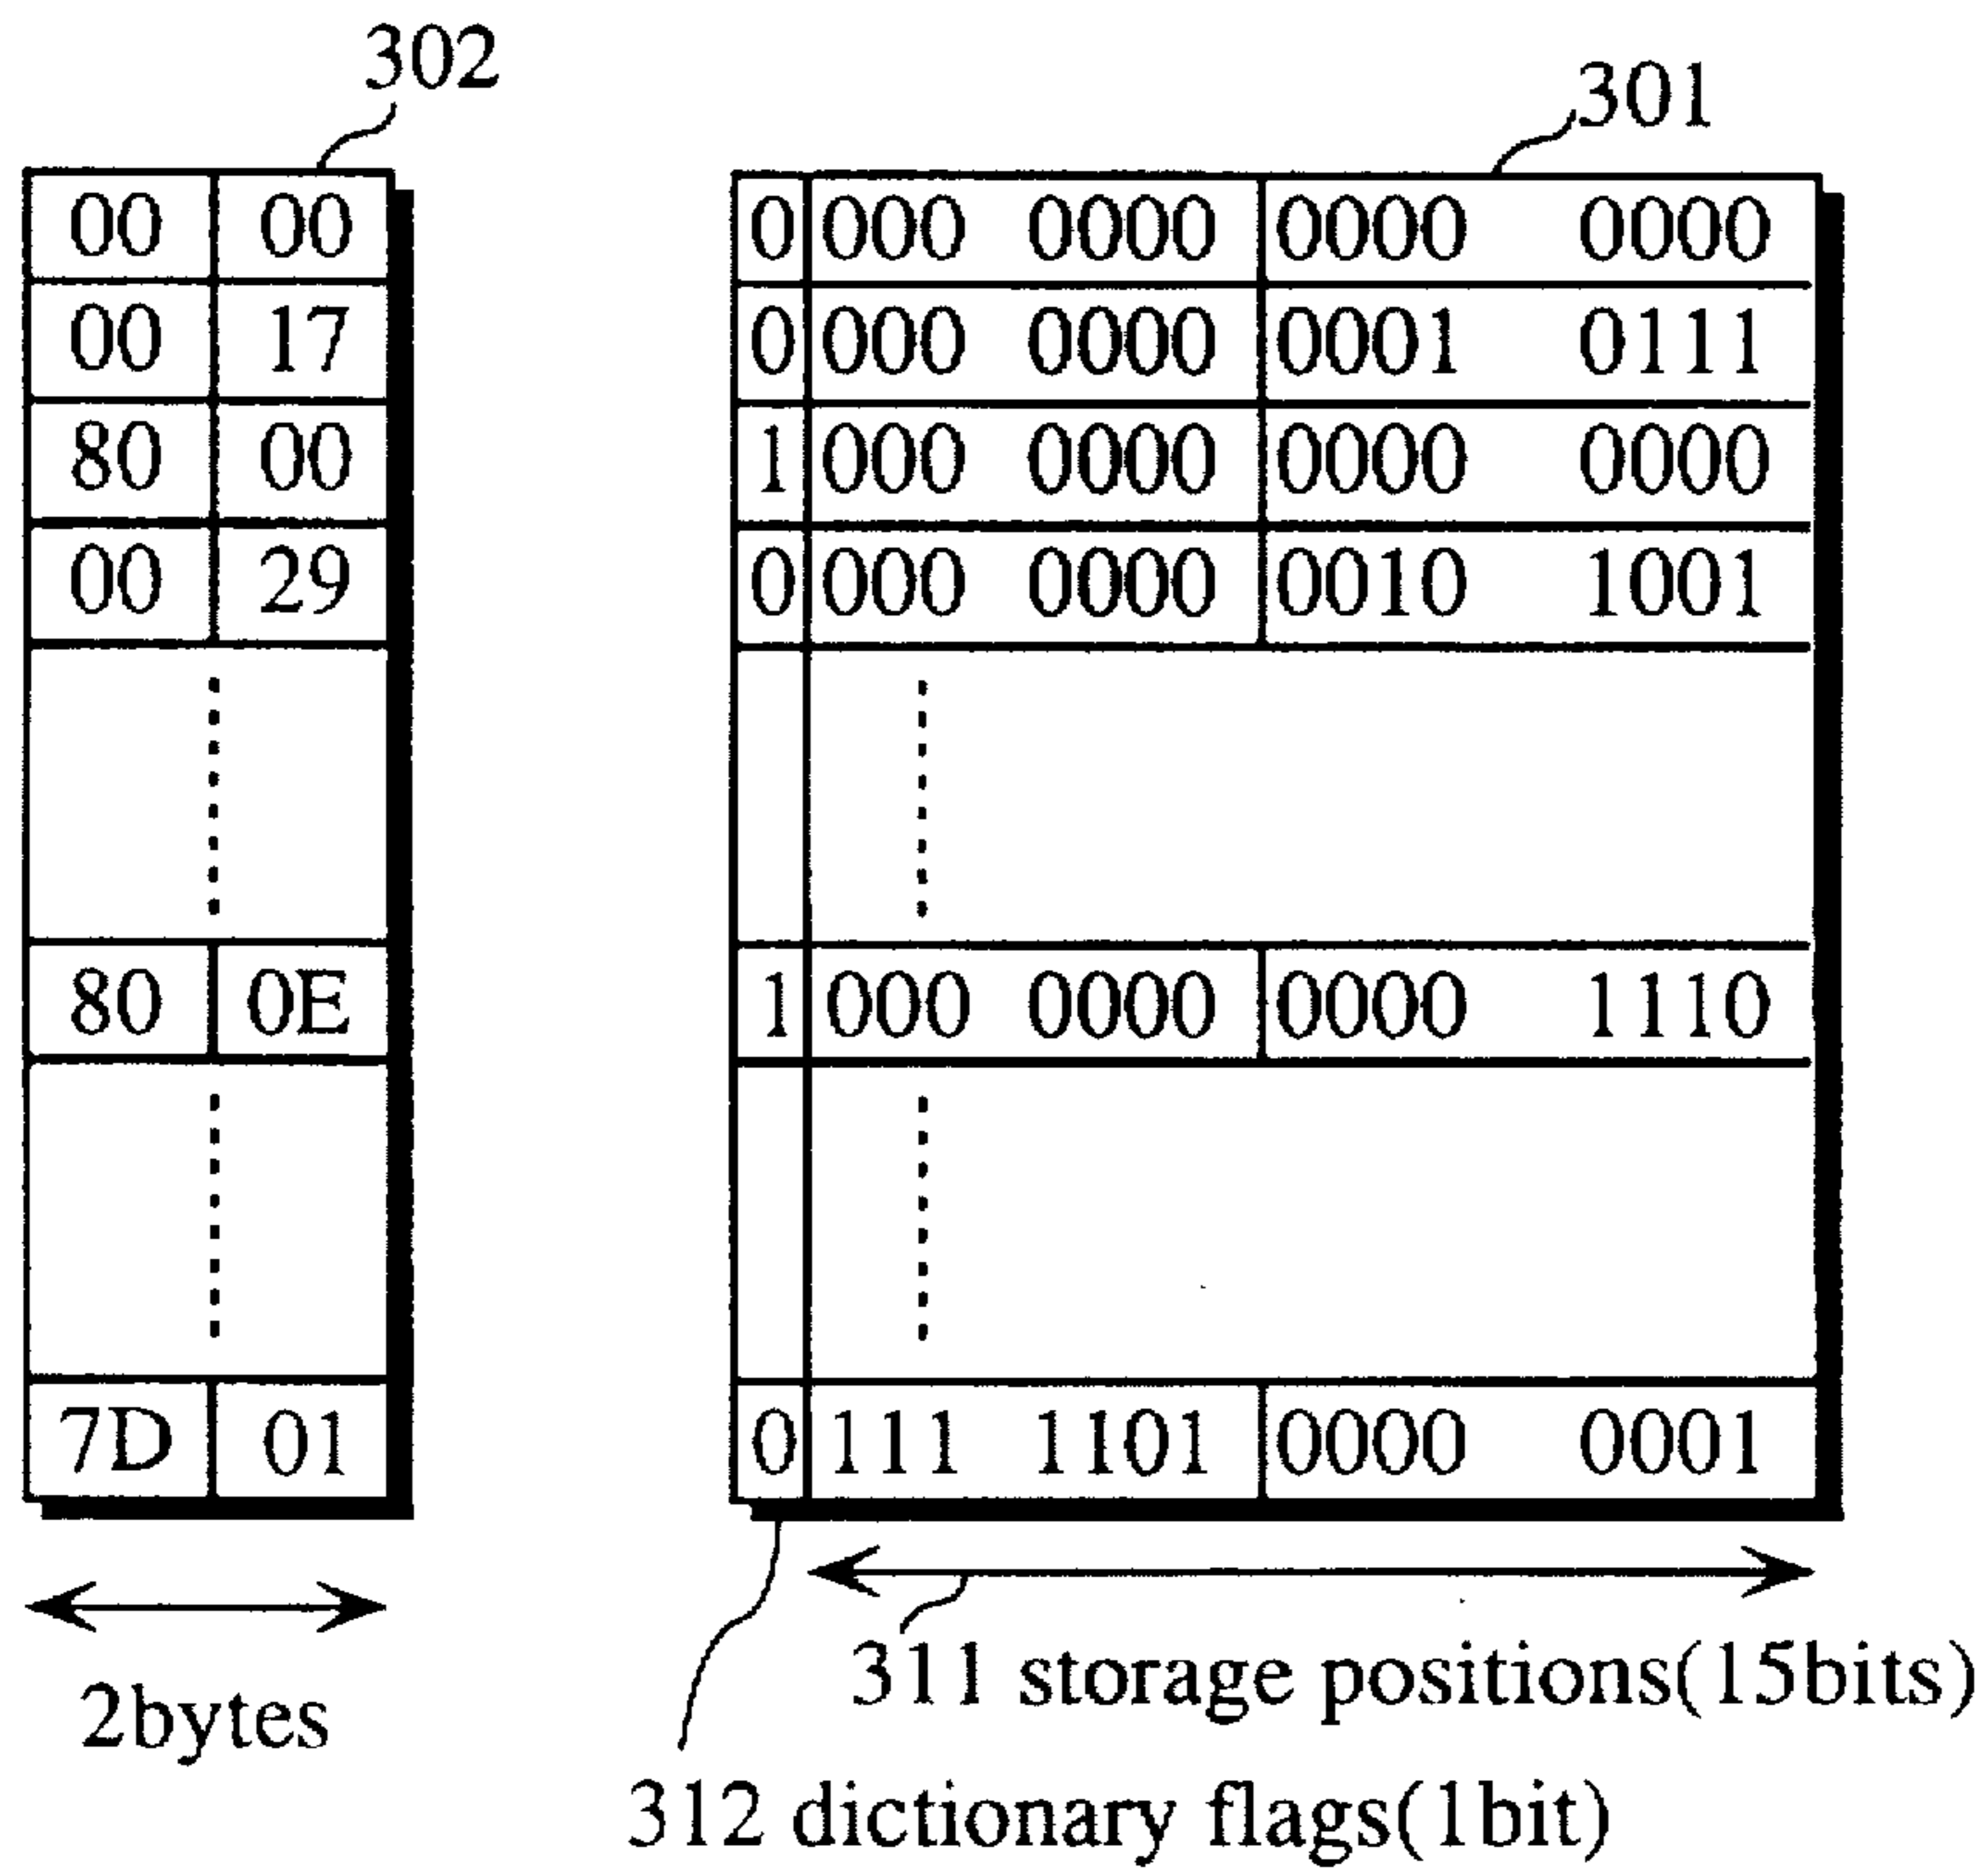 302
301
00 00
0 000 0000 0000 0000
00 17
0 000 0000 0001 0111
80 00
1 000 0000 0000 0000
00 29
0 000 0000 0010 1001
80 0E
1 000 0000 0000 1110
7D 01
0 111 1101 0000 0001
2bytes
311 storage positions(15bits)
312 dictionary flags(1bit)